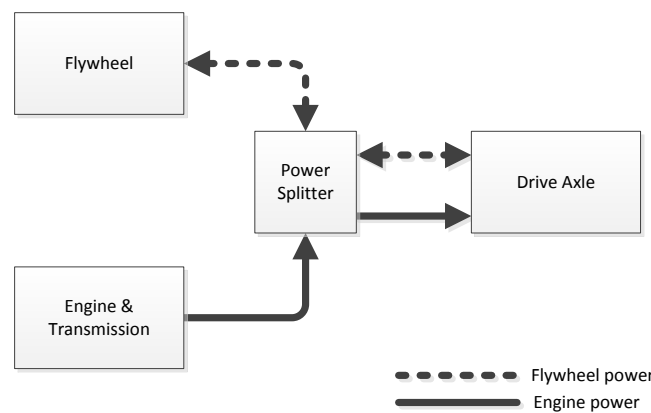 Flywheel
Power
Splitter
Drive Axle
Engine &
Transmission
Flywheel power
Engine power